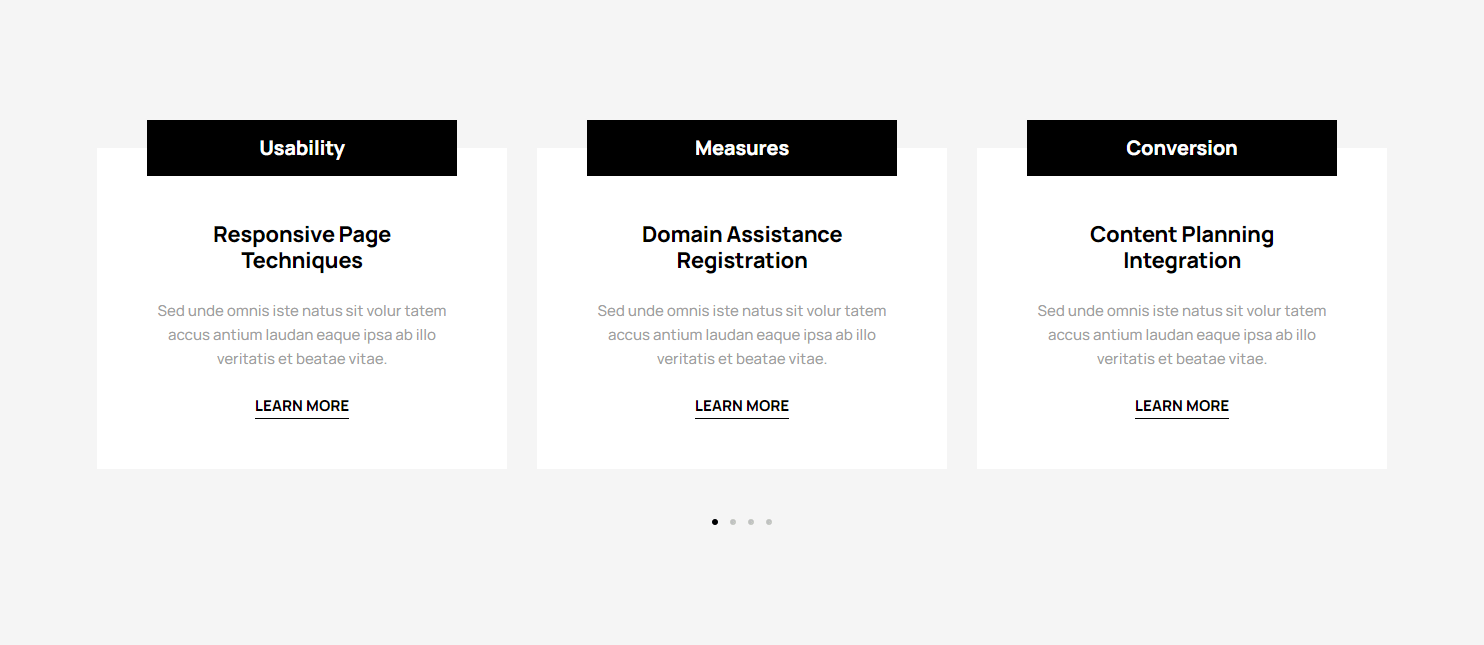 Usability
Responsive Page
Techniques
Sed unde omnis iste natus sit volur tatem
accus antium laudan eaque ipsa ab illo
veritatis et beatae vitae.
LEARN MORE
Measures
Domain Assistance
Registration
Sed unde omnis iste natus sit volur tatem
accus antium laudan eaque ipsa ab illo
veritatis et beatae vitae.
LEARN MORE
Conversion
Content Planning
Integration
Sed unde omnis iste natus sit volur tatem
accus antium laudan eaque ipsa ab illo
veritatis et beatae vitae.
LEARN MORE